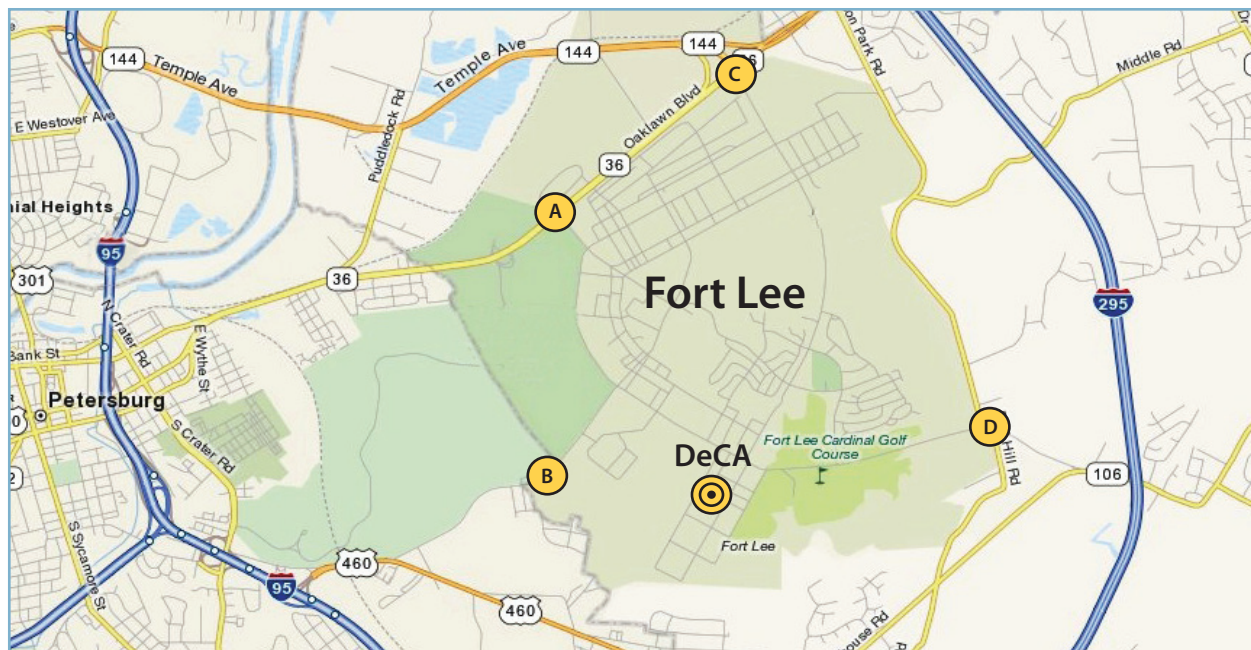 144
Temple Ave
E Westover Ave
Puddledock Rd
Temple Ave
144
144
C
Oaklawn Blvd
36
on Park Rd
Middle Rd
nial Heights
95
301
A
36
N Crater Rd
E Wythe St
Bank St
Petersburg
S Crater Rd
S Sycamore St
Fort Lee
295
B
DeCA
Fort Lee Cardinal Golf
Course
D
Hill Rd
106
Fort Lee
460
95
460
ouse Rd